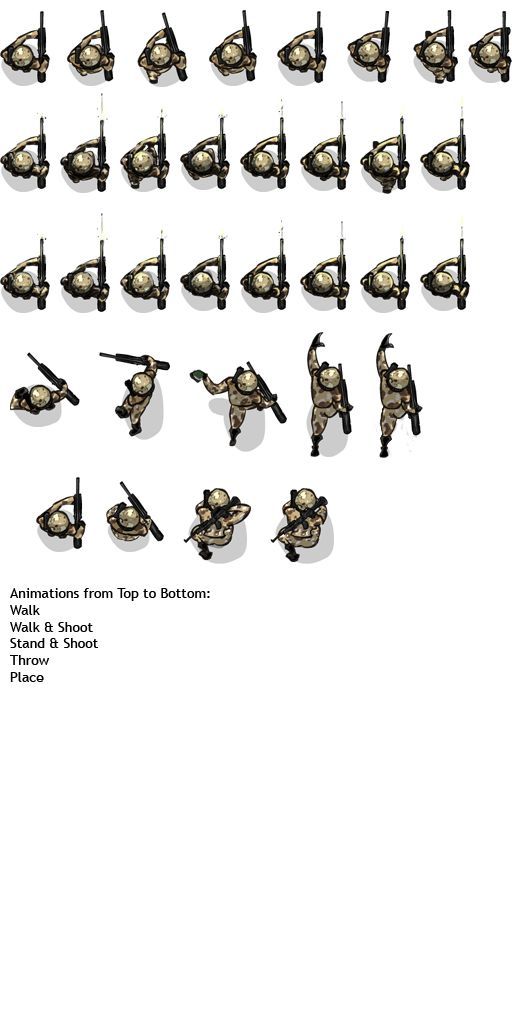 Animations from Top to Bottom:
Walk
Walk & Shoot
Stand & Shoot
Throw
Place